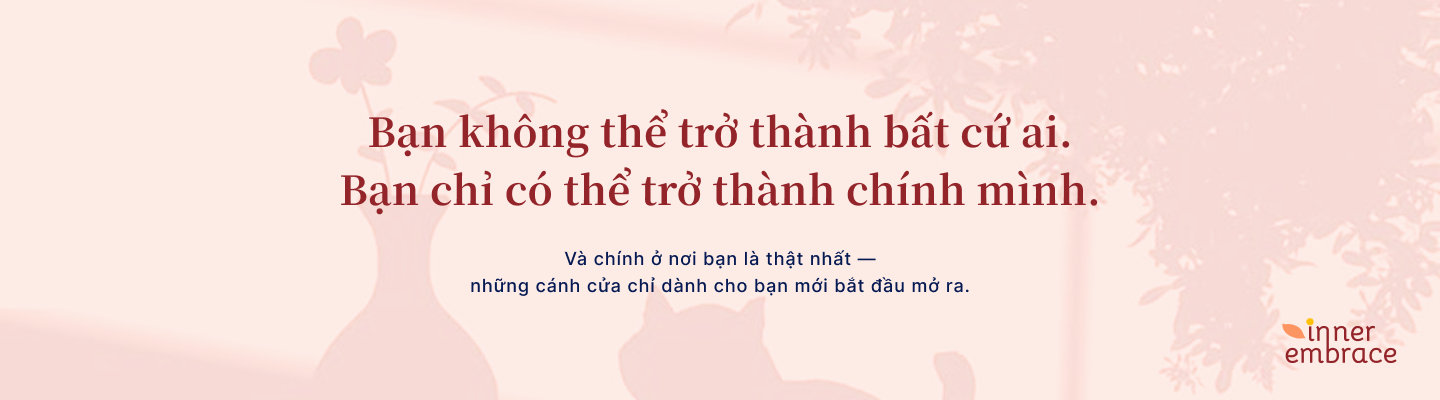 Bạn không thể trở thành bất cứ ai.
Bạn chỉ có thể trở thành chính mình.
Và chính ở nơi bạn là thật nhất —
những cánh cửa chỉ dành cho bạn mới bắt đầu mở ra.
inner
embrace